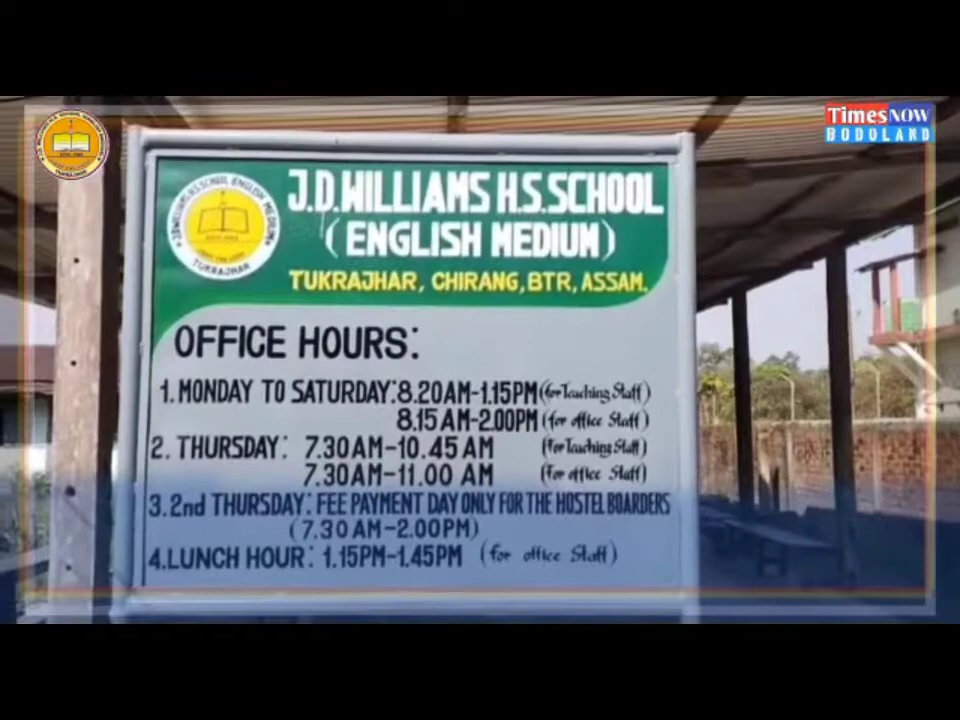 TimesNOW
BODOLAND
J.D.WILLIAMS H.S.SCHOOL
(ENGLISH MEDIUM)
TUKRAJHAR, CHIRANG, BTR, ASSAM.
TUKRAJHAR
OFFICE HOURS:
1. MONDAY TO SATURDAY: 8.20AM-1.15PM (for Teaching Staff)
8.15AM-2.00PM (for office Staff)
2. THURSDAY: 7.30AM-10.45AM (for Teaching Staff)
7.30AM-11.00AM (for office Staff)
3. 2nd THURSDAY: FEE PAYMENT DAY ONLY FOR THE HOSTEL BOARDERS
(7.30AM-2.00PM)
4. LUNCH HOUR: 1.15PM-1.45PM (for office Staff)